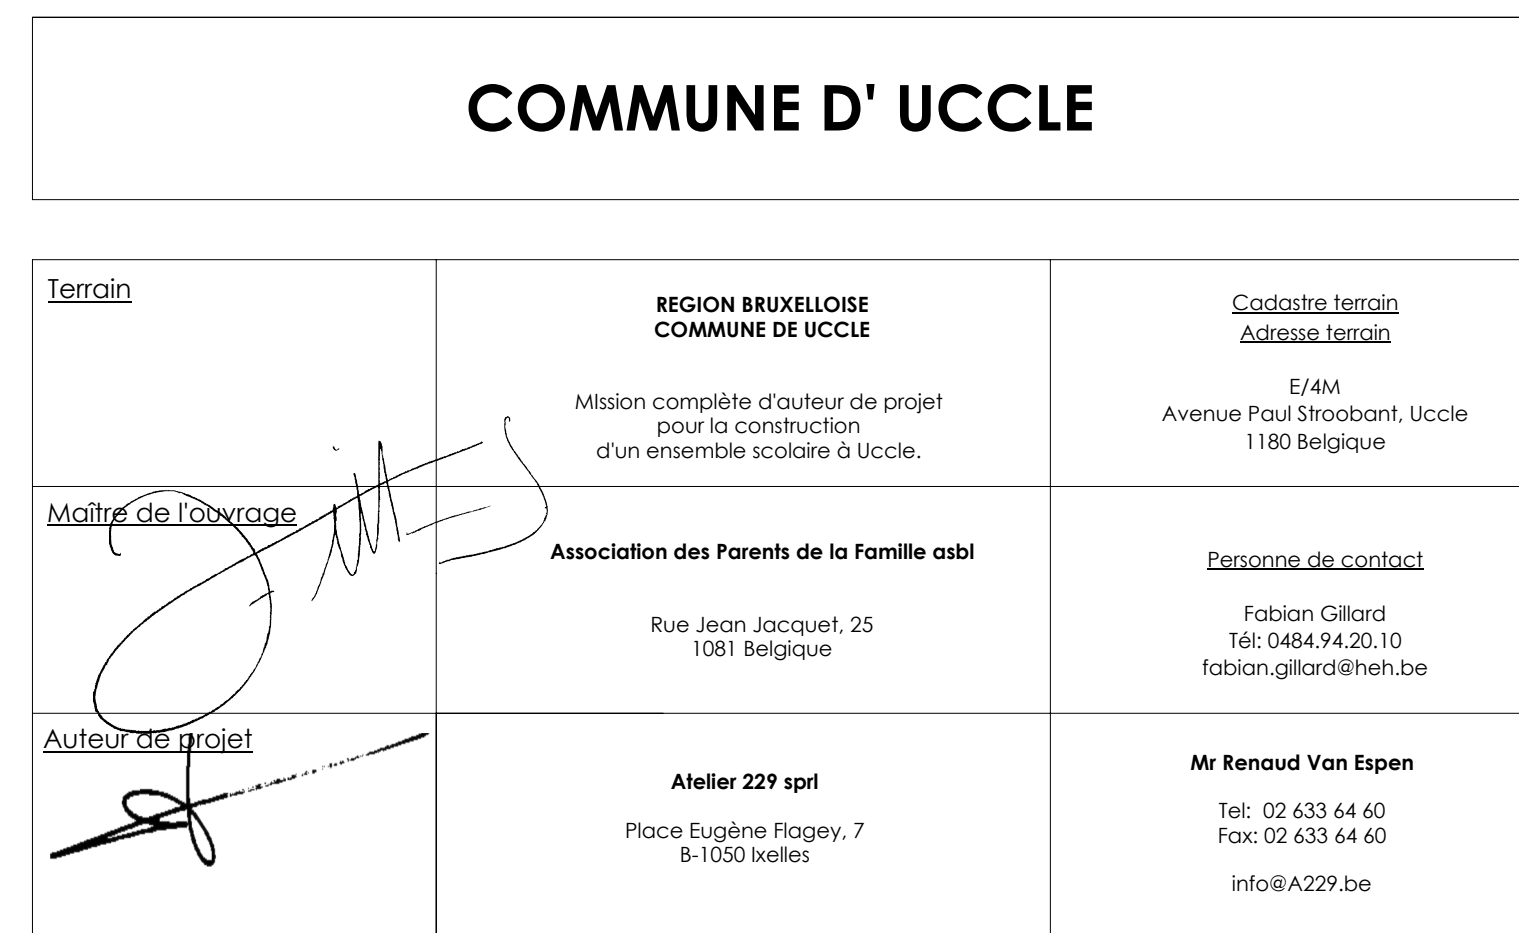 COMMUNE D' UCCLE
Terrain
REGION BRUXELLOISE
COMMUNE DE UCCLE
MIssion complète d'auteur de projet
pour la construction
d'un ensemble scolaire à Uccle.
Cadastre terrain
Adresse terrain
E/4M
Avenue Paul Stroobant, Uccle
1180 Belgique
Maître de l'ouvrage
Association des Parents de la Famille asbl
Rue Jean Jacquet, 25
1081 Belgique
Personne de contact
Fabian Gillard
Tél: 0484.94.20.10
fabian.gillard@heh.be
Auteur de projet
Atelier 229 sprl
Place Eugène Flagey, 7
B-1050 Ixelles
Mr Renaud Van Espen
Tel: 02 633 64 60
Fax: 02 633 64 60
info@A229.be